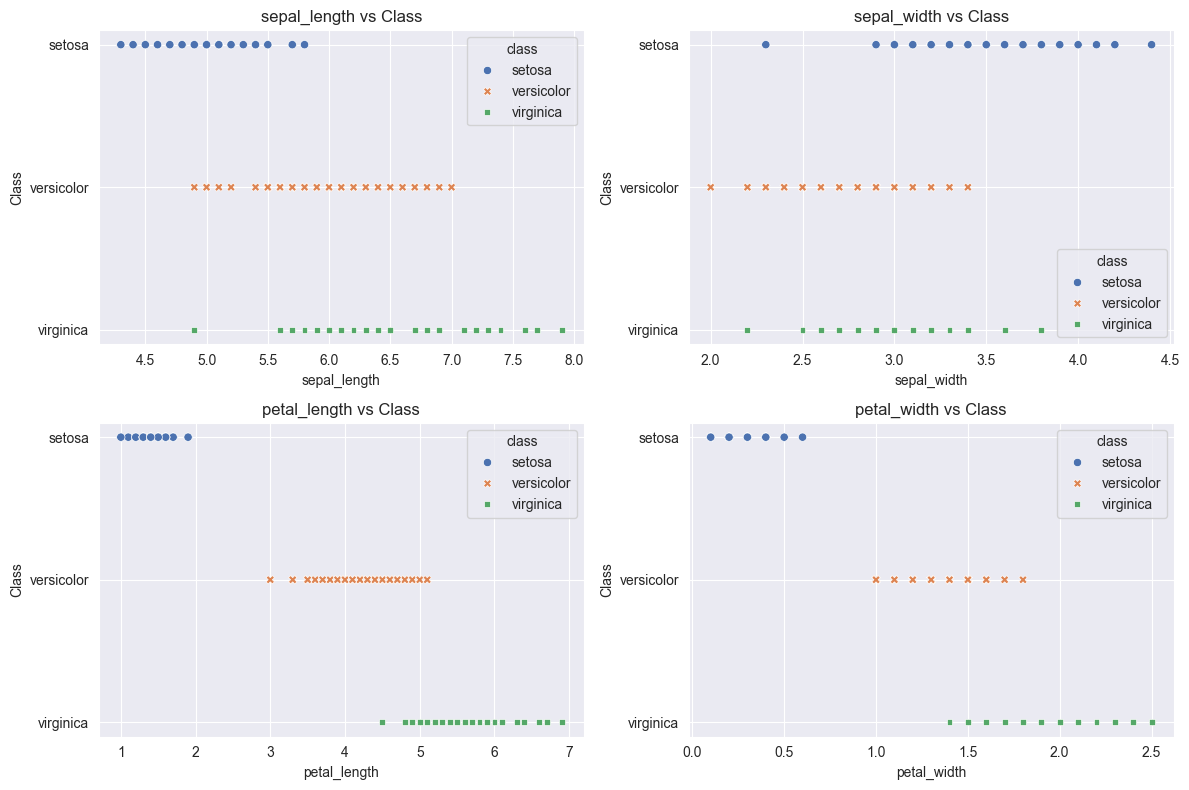 sepal_length vs Class
setosa
versicolor
virginica
Class
class
setosa
versicolor
virginica
4.5 5.0 5.5 6.0 6.5 7.0 7.5 8.0
sepal_length
sepal_width vs Class
setosa
versicolor
virginica
Class
class
setosa
versicolor
virginica
2.0 2.5 3.0 3.5 4.0 4.5
sepal_width
petal_length vs Class
setosa
versicolor
virginica
Class
class
setosa
versicolor
virginica
1 2 3 4 5 6 7
petal_length
petal_width vs Class
setosa
versicolor
virginica
Class
class
setosa
versicolor
virginica
0.0 0.5 1.0 1.5 2.0 2.5
petal_width